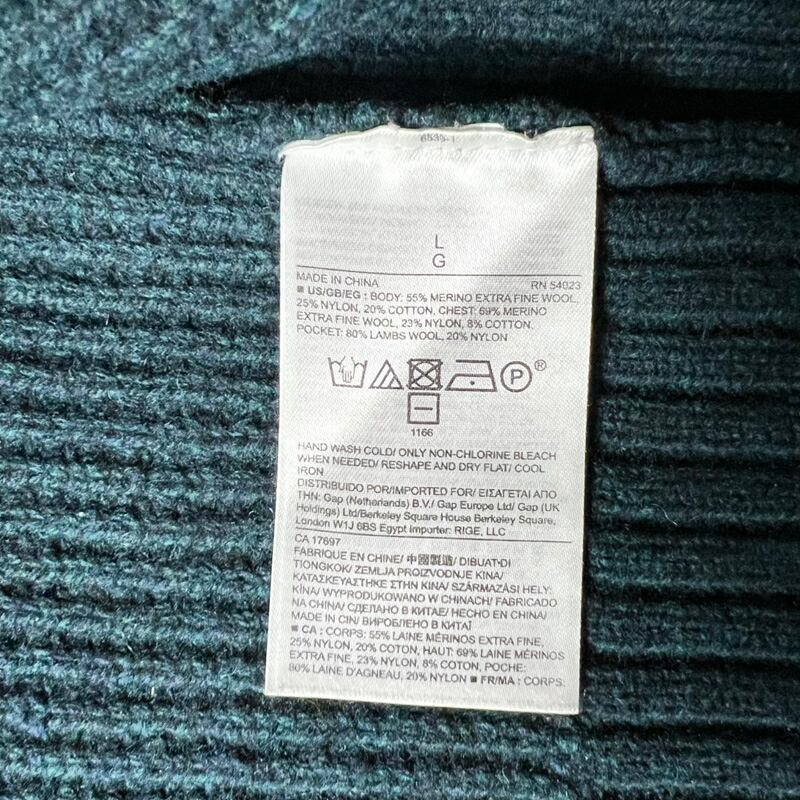 L
G
MADE IN CHINA RN 54023
■ US/GB/EG : BODY: 55% MERINO EXTRA FINE WOOL,
25% NYLON, 20% COTTON. CHEST: 69% MERINO
EXTRA FINE WOOL, 23% NYLON, 8% COTTON.
POCKET: 80% LAMBS WOOL, 20% NYLON
P ®
1166
HAND WASH COLD/ ONLY NON-CHLORINE BLEACH
WHEN NEEDED/ RESHAPE AND DRY FLAT/ COOL
IRON
DISTRIBUIDO POR/IMPORTED FOR/ ΕΙΣΑΓΕΤΑΙ ΑΠΟ
ΤΗΝ: Gap (Netherlands) B.V./ Gap Europe Ltd/ Gap (UK
Holdings) Ltd/Berkeley Square House Berkeley Square,
London W1J 6BS Egypt Importer: RIGE, LLC
CA 17697
FABRIQUE EN CHINE/ 中國製造/ DIBUAT DI
TIONGKOK/ ZEMLJA PROIZVODNJE KINA/
ΚΑΤΑΣΚΕΥΑΣΤΗΚΕ ΣΤΗΝ ΚΙΝΑ/ SZÁRMAZÁSI HELY:
KÍNA/ WYPRODUKOWANO W CHINACH/ FABRICADO
NA CHINA/ СДЕЛАНО В КИТАЕ/ HECHO EN CHINA/
MADE IN CIN/ ВИРОБЛЕНО В КИТАЇ
■ CA : CORPS: 55% LAINE MÉRINOS EXTRA FINE,
25% NYLON, 20% COTON, HAUT: 69% LAINE MÉRINOS
EXTRA FINE, 23% NYLON, 8% COTON, POCHE:
80% LAINE D'AGNEAU, 20% NYLON ■ FR/MA : CORPS: